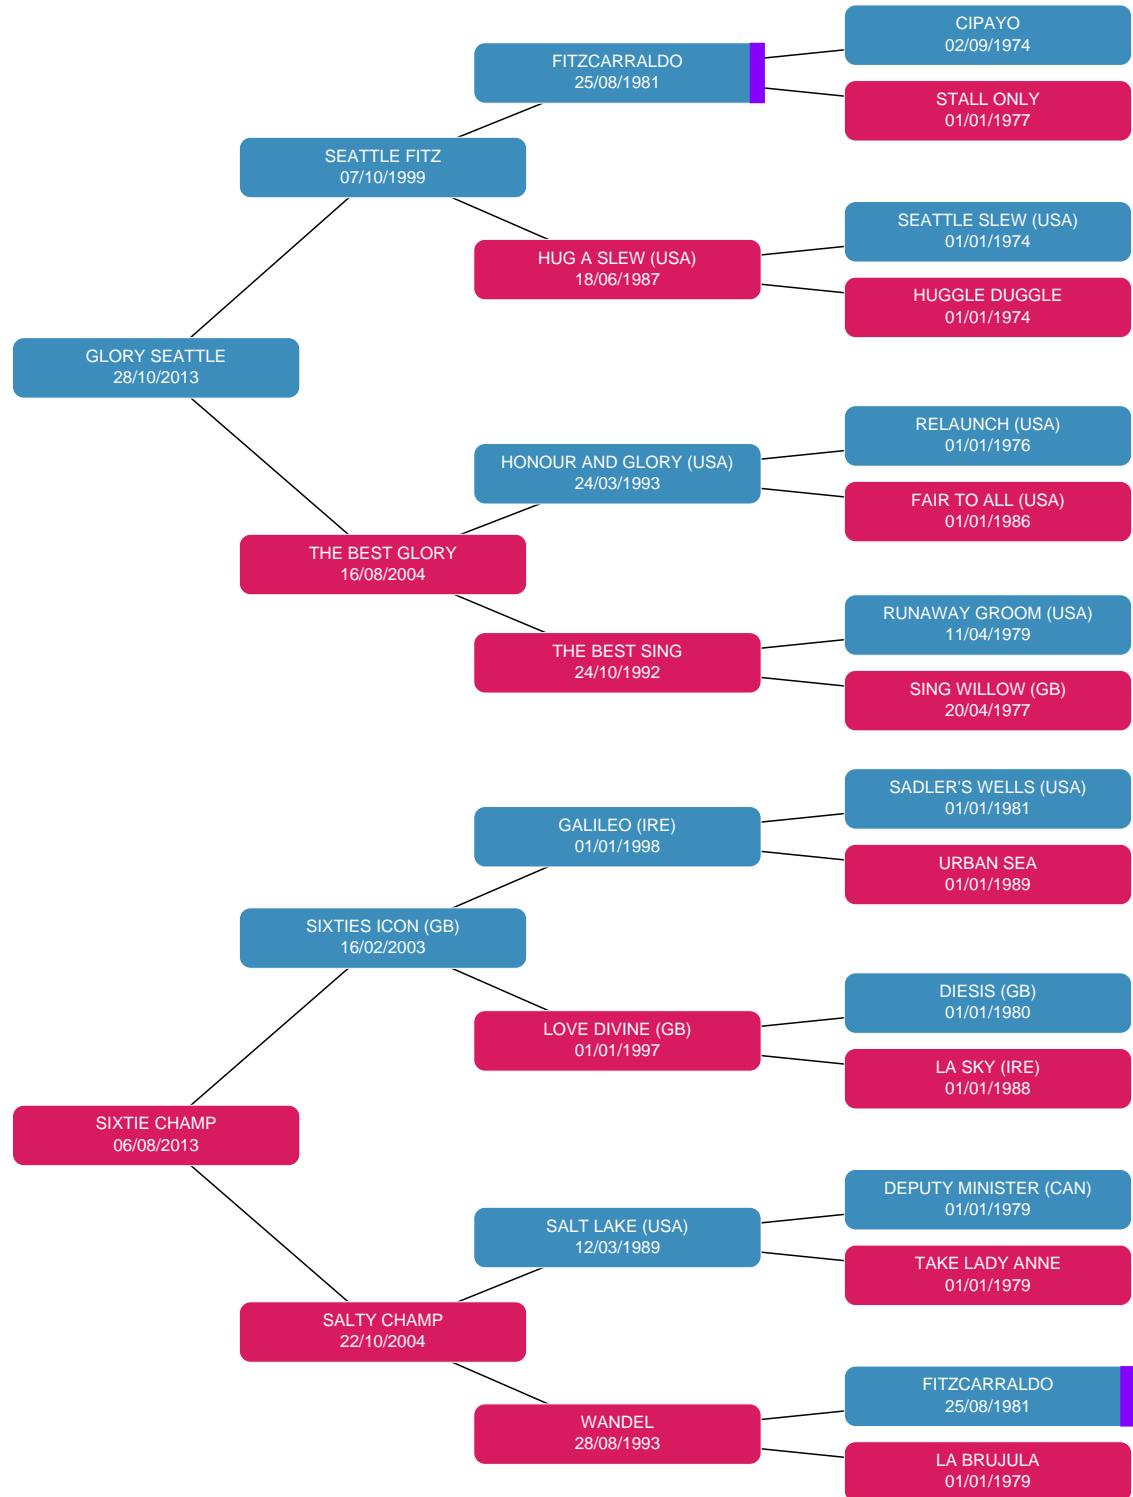 CIPAYO
02/09/1974
FITZCARRALDO
25/08/1981
STALL ONLY
01/01/1977
SEATTLE FITZ
07/10/1999
SEATTLE SLEW (USA)
01/01/1974
HUG A SLEW (USA)
18/06/1987
HUGGLE DUGGLE
01/01/1974
GLORY SEATTLE
28/10/2013
RELAUNCH (USA)
01/01/1976
HONOUR AND GLORY (USA)
24/03/1993
FAIR TO ALL (USA)
01/01/1986
THE BEST GLORY
16/08/2004
RUNAWAY GROOM (USA)
11/04/1979
THE BEST SING
24/10/1992
SING WILLOW (GB)
20/04/1977
SADLER'S WELLS (USA)
01/01/1981
GALILEO (IRE)
01/01/1998
URBAN SEA
01/01/1989
SIXTIES ICON (GB)
16/02/2003
DIESIS (GB)
01/01/1980
LOVE DIVINE (GB)
01/01/1997
LA SKY (IRE)
01/01/1988
SIXTIE CHAMP
06/08/2013
DEPUTY MINISTER (CAN)
01/01/1979
SALT LAKE (USA)
12/03/1989
TAKE LADY ANNE
01/01/1979
SALTY CHAMP
22/10/2004
FITZCARRALDO
25/08/1981
WANDEL
28/08/1993
LA BRUJULA
01/01/1979